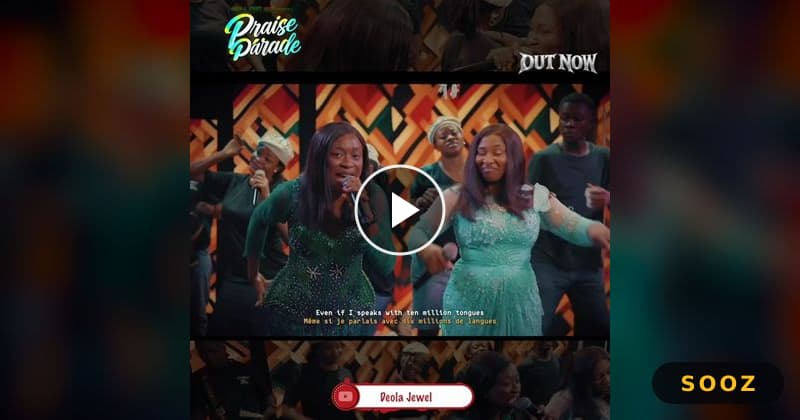 Praise
Parade
OUT NOW
Even if I speaks with ten million tongues
Même si je parlais avec dix millions de langues
Deola Jewel
SOOZ